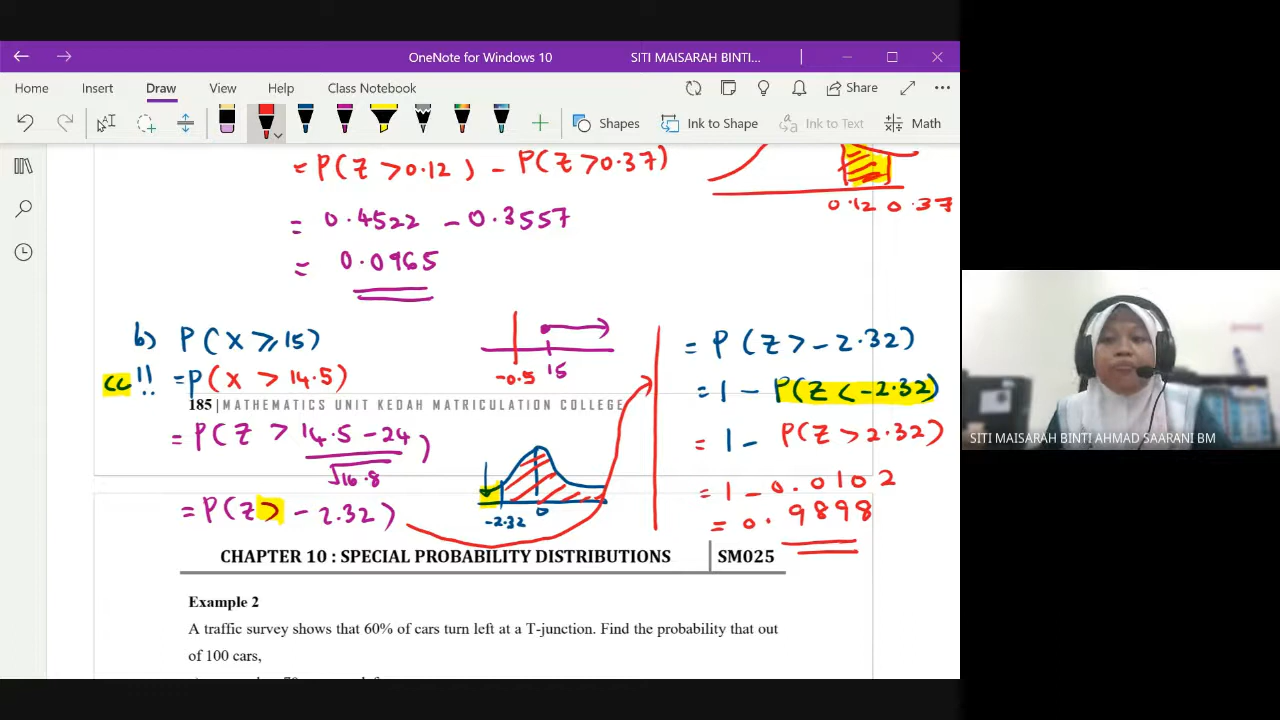 OneNote for Windows 10
SITI MAISARAH BINTI...
Home Insert Draw View Help Class Notebook
Share
Shapes Ink to Shape Ink to Text Math
= P(Z > 0.12) - P(Z > 0.37)
0.12 0.37
= 0.4522 - 0.3557
= 0.0965
b) P(X ≥ 15)
-0.5 15
cc !! = P(X > 14.5)
185 | MATHEMATICS UNIT KEDAH MATRICULATION COLLEGE
= P(Z > 14.5 - 24 / √16.8)
= P(Z > -2.32)
-2.32 0
= P(Z > -2.32)
= 1 - P(Z < -2.32)
= 1 - P(Z > 2.32)
= 1 - 0.0102
= 0.9898
CHAPTER 10 : SPECIAL PROBABILITY DISTRIBUTIONS SM025
Example 2
A traffic survey shows that 60% of cars turn left at a T-junction. Find the probability that out
of 100 cars,
SITI MAISARAH BINTI AHMAD SAARANI BM